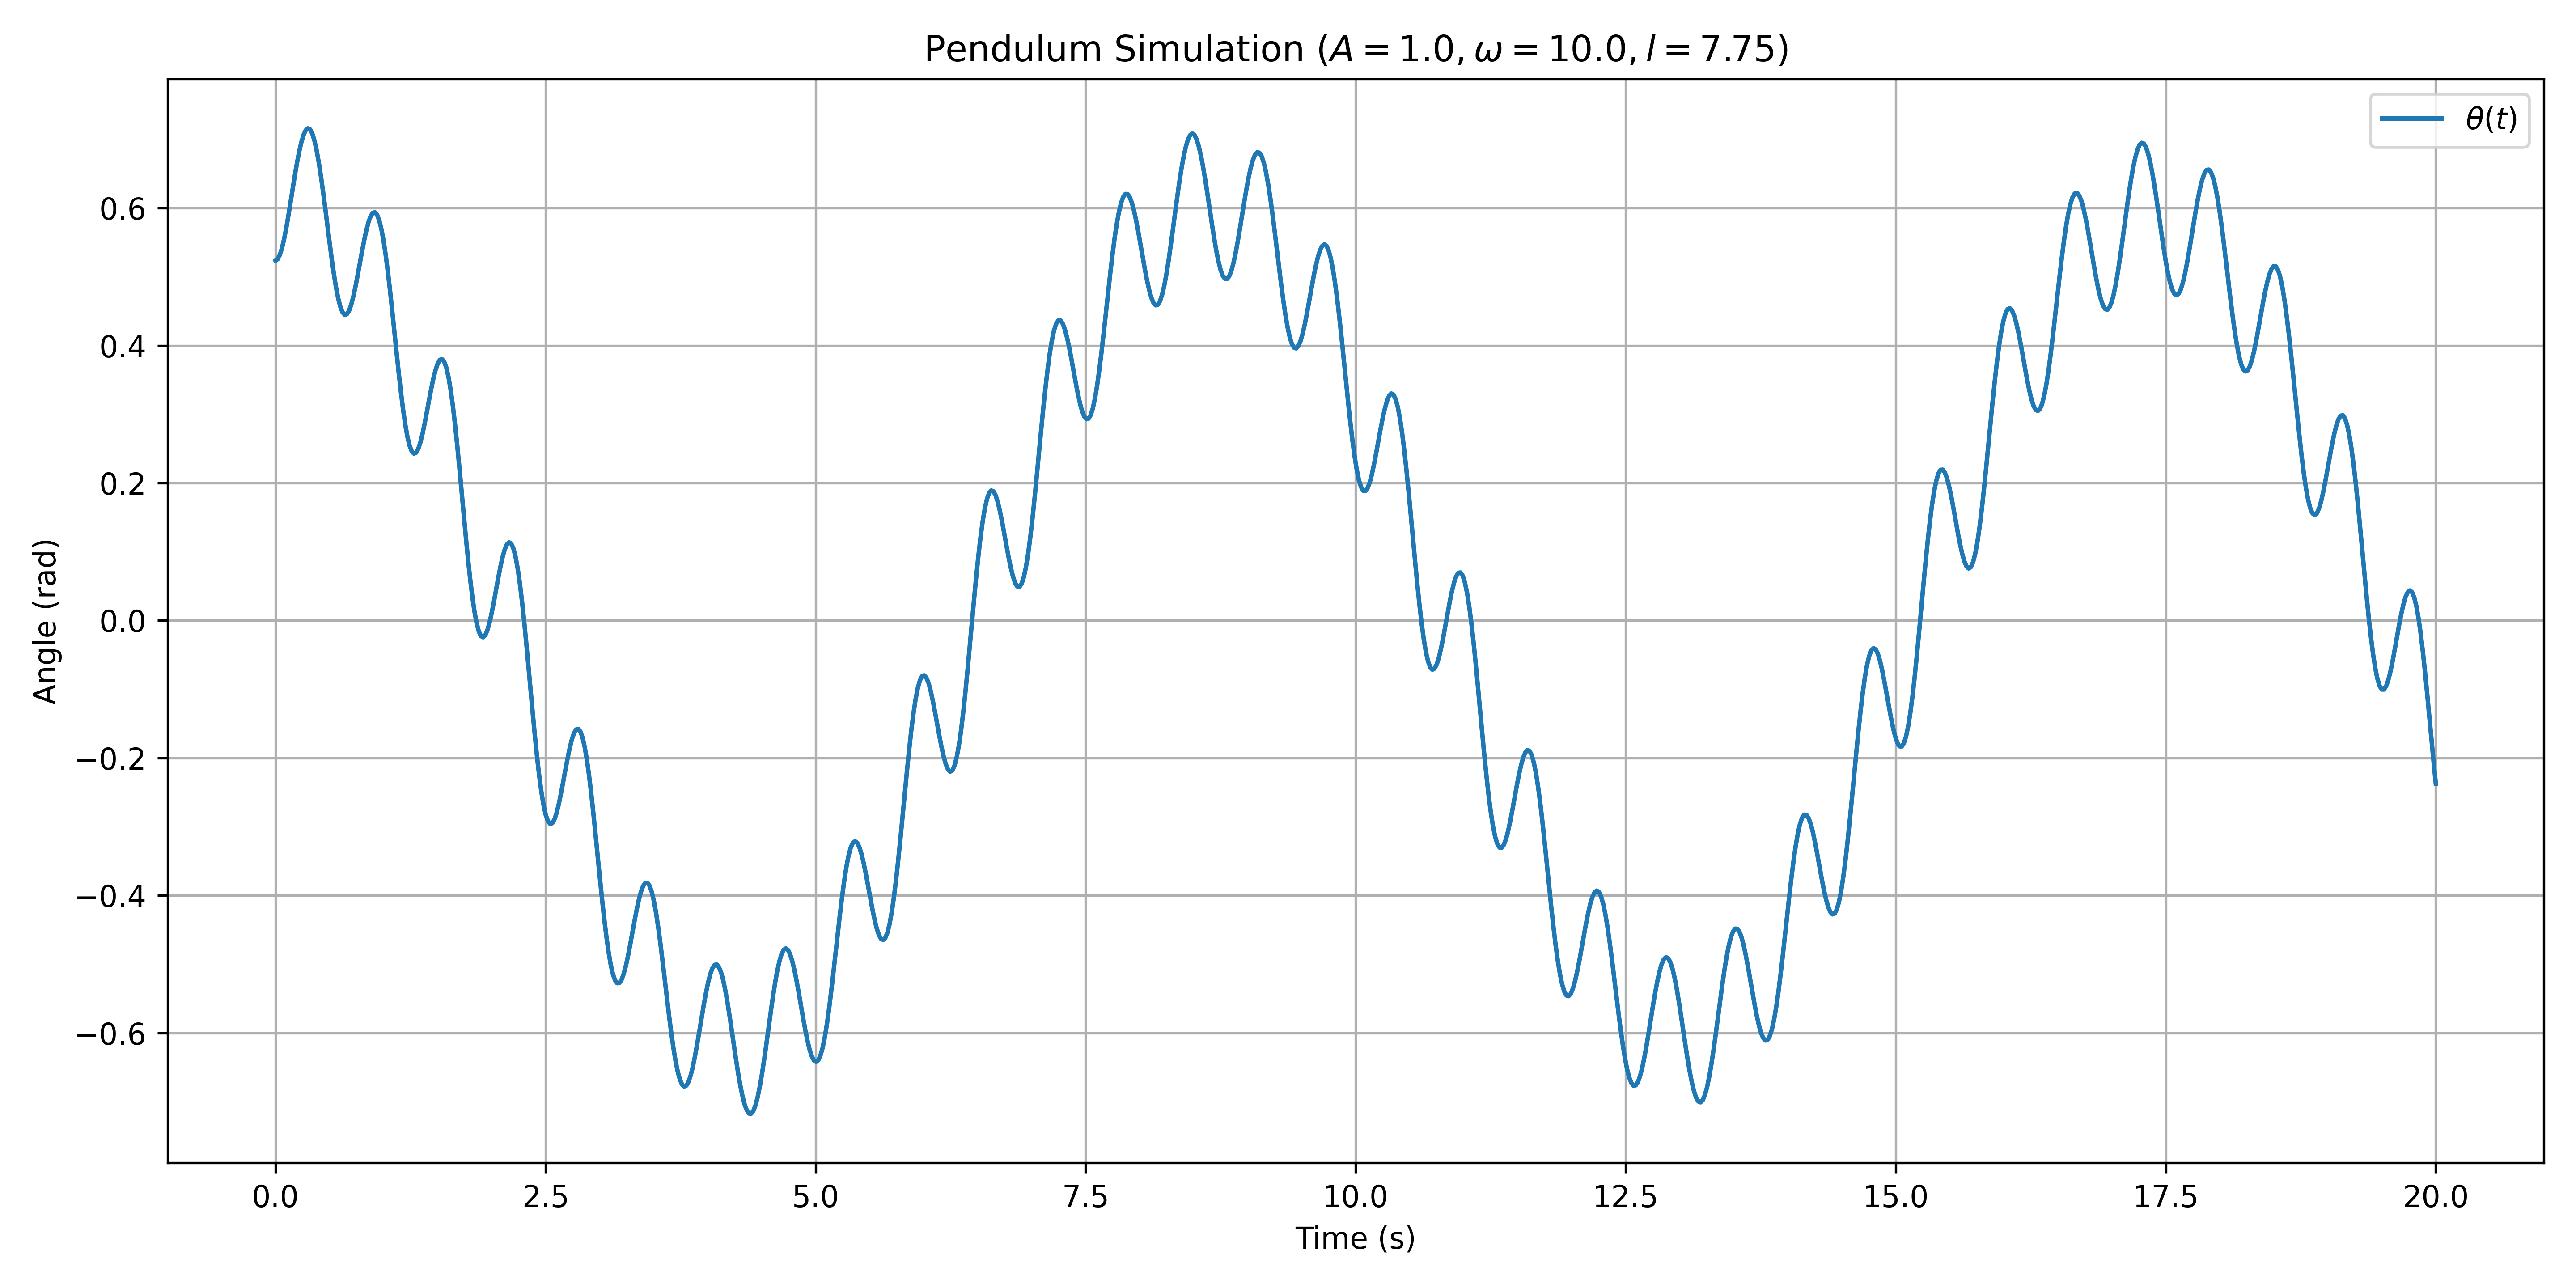 Pendulum Simulation (A = 1.0, ω = 10.0, l = 7.75)
θ(t)
Angle (rad)
0.6
0.4
0.2
0.0
−0.2
−0.4
−0.6
0.0 2.5 5.0 7.5 10.0 12.5 15.0 17.5 20.0
Time (s)